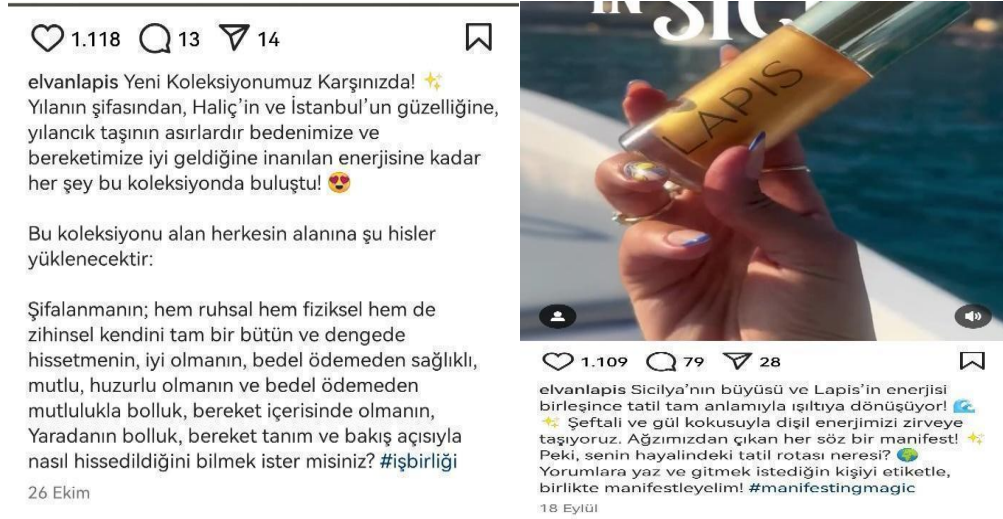 1.118 13 14
elvanlapis Yeni Koleksiyonumuz Karşınızda!
Yılanın şifasından, Haliç'in ve İstanbul'un güzelliğine,
yılancık taşının asırlardır bedenimize ve
bereketimize iyi geldiğine inanılan enerjisine kadar
her şey bu koleksiyonda buluştu! 😍
Bu koleksiyonu alan herkesin alanına şu hisler
yüklenecektir:
Şifalanmanın; hem ruhsal hem fiziksel hem de
zihinsel kendini tam bir bütün ve dengede
hissetmenin, iyi olmanın, bedel ödemeden sağlıklı,
mutlu, huzurlu olmanın ve bedel ödemeden
mutlulukla bolluk, bereket içerisinde olmanın,
Yaradanın bolluk, bereket tanım ve bakış açısıyla
nasıl hissedildiğini bilmek ister misiniz? #işbirliği
26 Ekim
LAPIS
1.109 79 28
elvanlapis Sicilya'nın büyüsü ve Lapis'in enerjisi
birleşince tatil tam anlamıyla ışıltıya dönüşüyor! 🌊
✨ Şeftali ve gül kokusuyla dişil enerjimizi zirveye
taşıyoruz. Ağzımızdan çıkan her söz bir manifest! ✨
Peki, senin hayalindeki tatil rotası neresi? 🌍
Yorumlara yaz ve gitmek istediğin kişiyi etiketle,
birlikte manifestleyelim! #manifestingmagic
18 Eylül